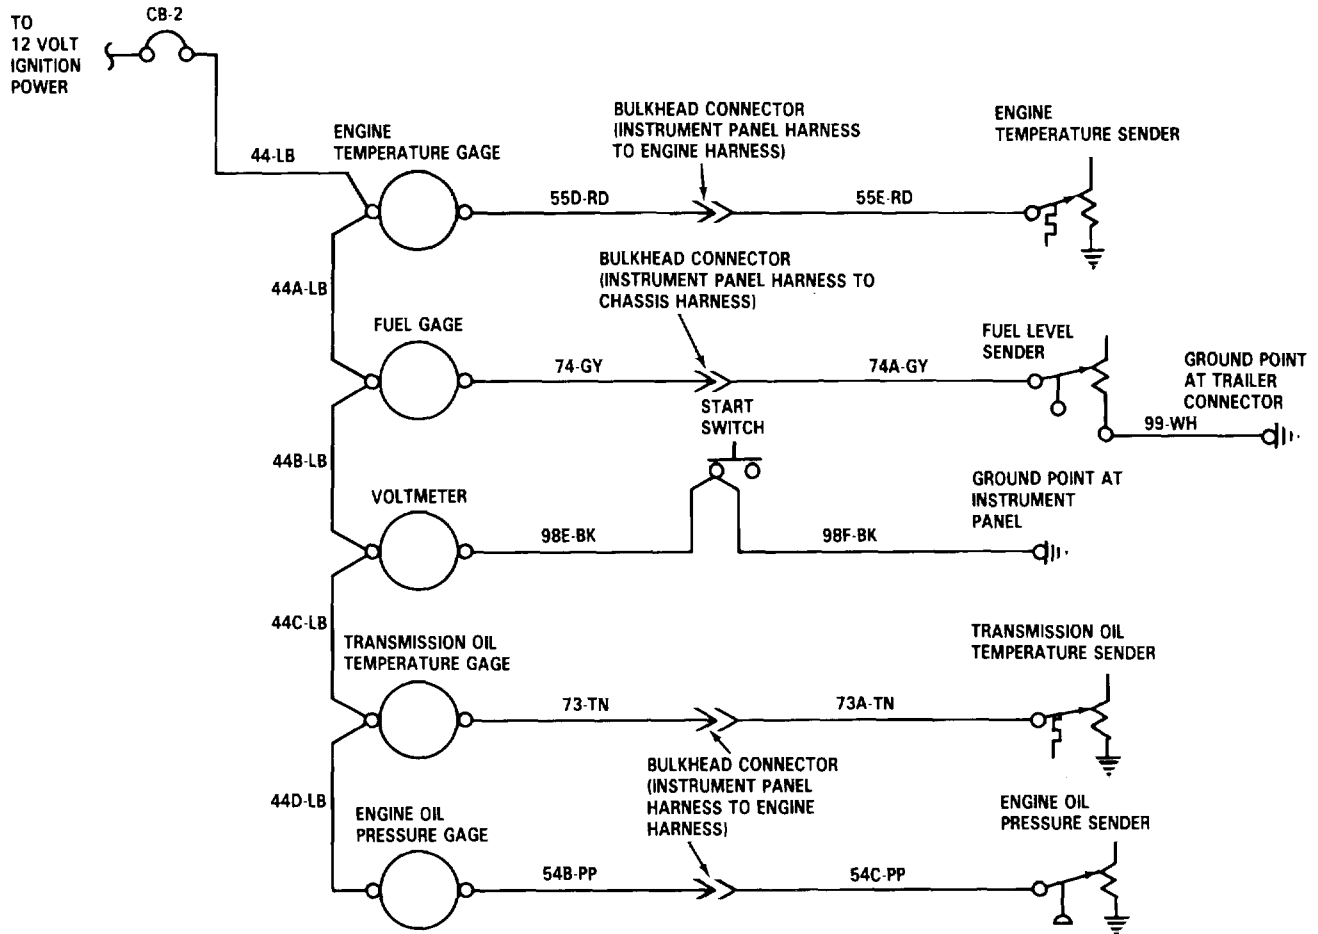 TO
12 VOLT
IGNITION
POWER
CB-2
44-LB
ENGINE
TEMPERATURE GAGE
55D-RD
BULKHEAD CONNECTOR
(INSTRUMENT PANEL HARNESS
TO ENGINE HARNESS)
55E-RD
ENGINE
TEMPERATURE SENDER
44A-LB
FUEL GAGE
74-GY
BULKHEAD CONNECTOR
(INSTRUMENT PANEL HARNESS TO
CHASSIS HARNESS)
74A-GY
FUEL LEVEL
SENDER
99-WH
GROUND POINT
AT TRAILER
CONNECTOR
44B-LB
VOLTMETER
98E-BK
START
SWITCH
98F-BK
GROUND POINT AT
INSTRUMENT
PANEL
44C-LB
TRANSMISSION OIL
TEMPERATURE GAGE
73-TN
73A-TN
TRANSMISSION OIL
TEMPERATURE SENDER
BULKHEAD CONNECTOR
(INSTRUMENT PANEL
HARNESS TO ENGINE
HARNESS)
44D-LB
ENGINE OIL
PRESSURE GAGE
54B-PP
54C-PP
ENGINE OIL
PRESSURE SENDER